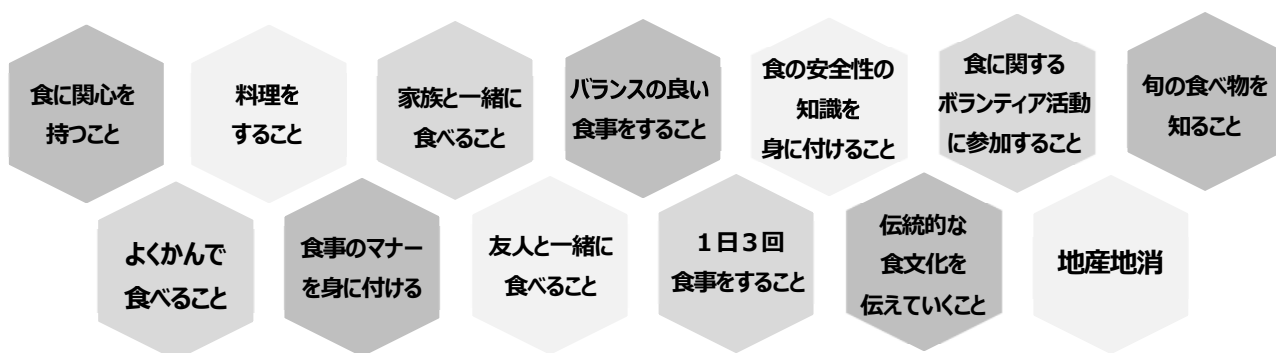 食に関心を
持つこと
料理を
すること
家族と一緒に
食べること
バランスの良い
食事をすること
食の安全性の
知識を
身に付けること
食に関する
ボランティア活動
に参加すること
旬の食べ物を
知ること
よくかんで
食べること
食事のマナー
を身に付ける
友人と一緒に
食べること
１日３回
食事をすること
伝統的な
食文化を
伝えていくこと
地産地消